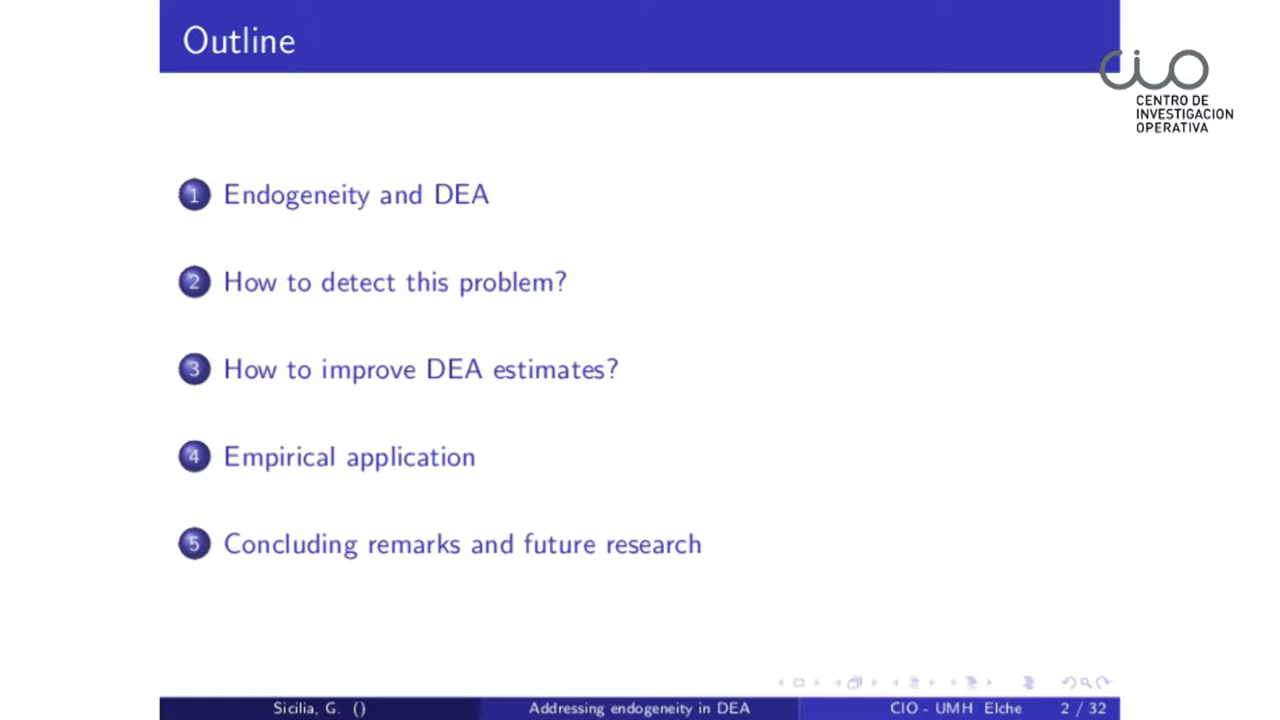 Outline
CIO
CENTRO DE
INVESTIGACION
OPERATIVA
1 Endogeneity and DEA
2 How to detect this problem?
3 How to improve DEA estimates?
4 Empirical application
5 Concluding remarks and future research
Sicilia, G. () Addressing endogeneity in DEA CIO - UMH Elche 2 / 32